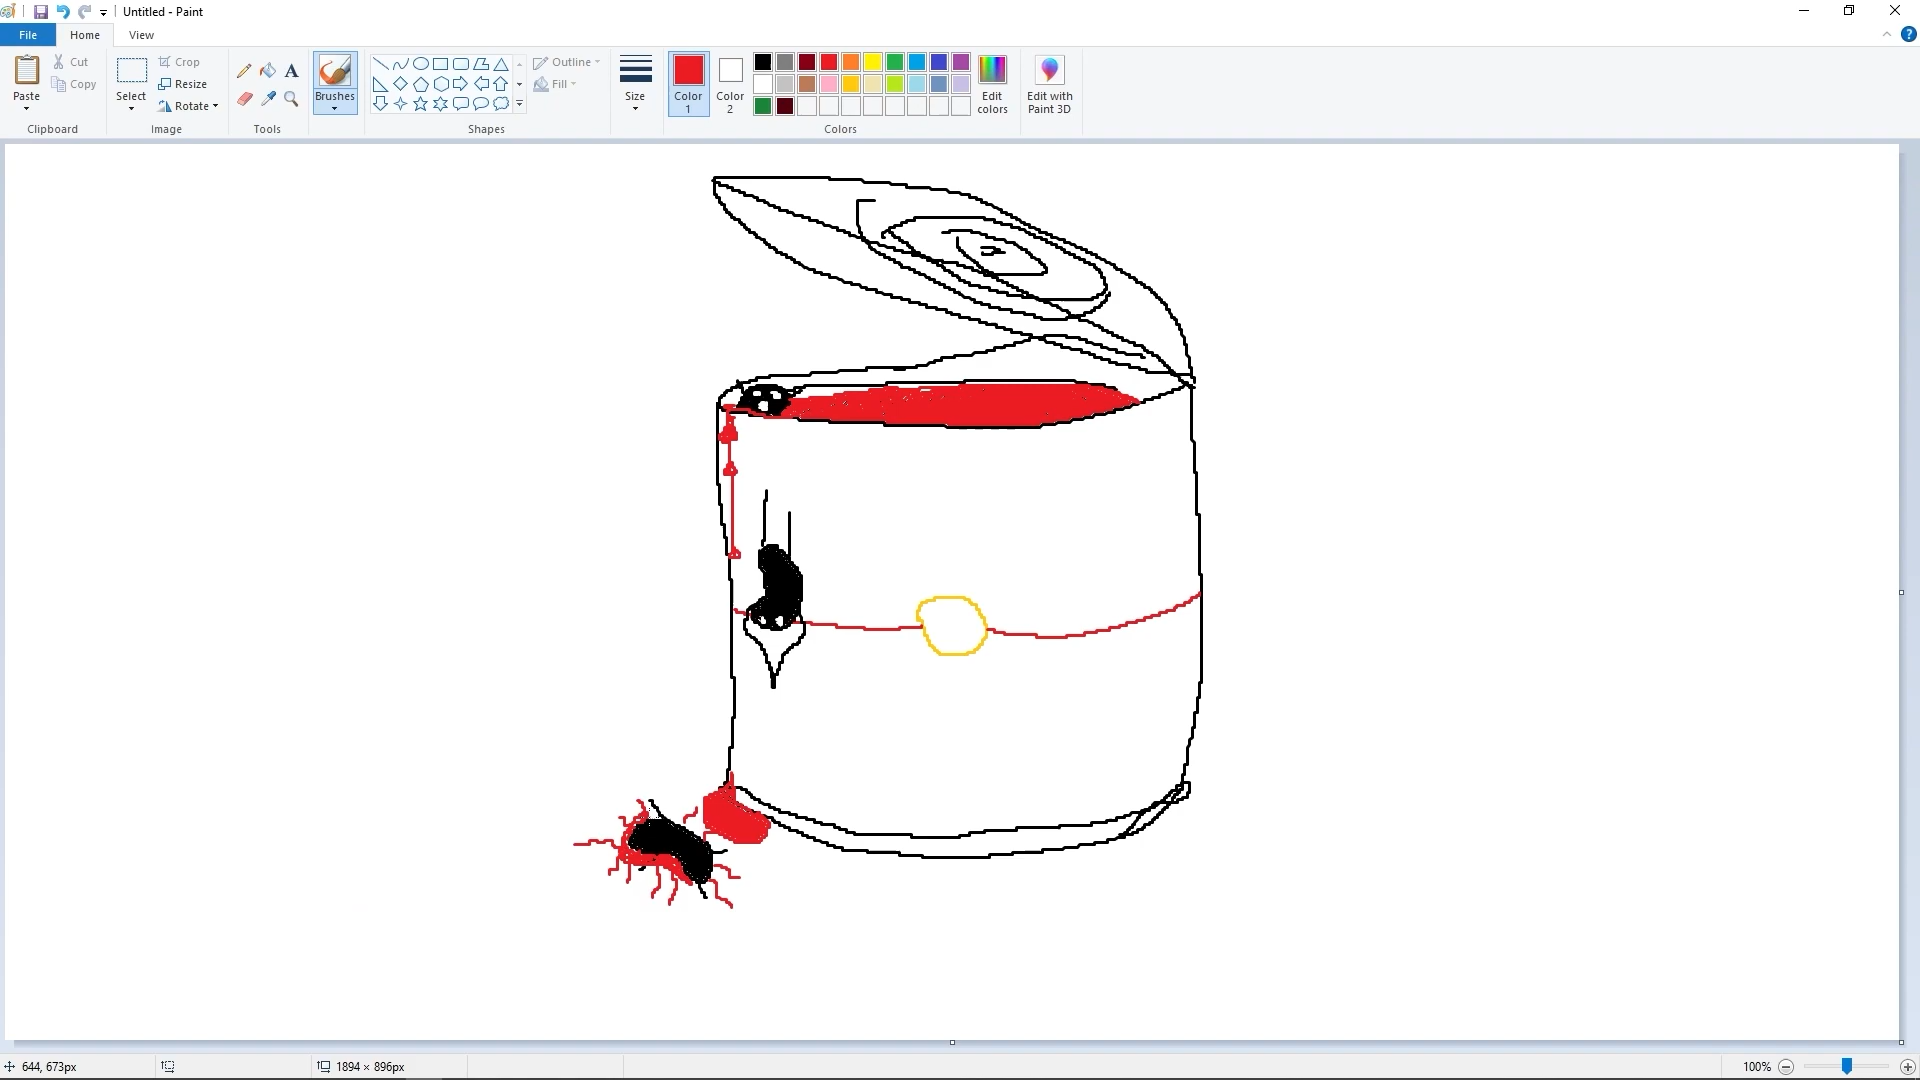 Untitled - Paint
File Home View
Paste
Cut
Copy
Clipboard
Select
Crop
Resize
Rotate
Image
A
Tools
Brushes
Shapes
Outline
Fill
Size
Color 1
Color 2
Edit colors
Colors
Edit with Paint 3D
?
644, 673px
1894 × 896px
100%